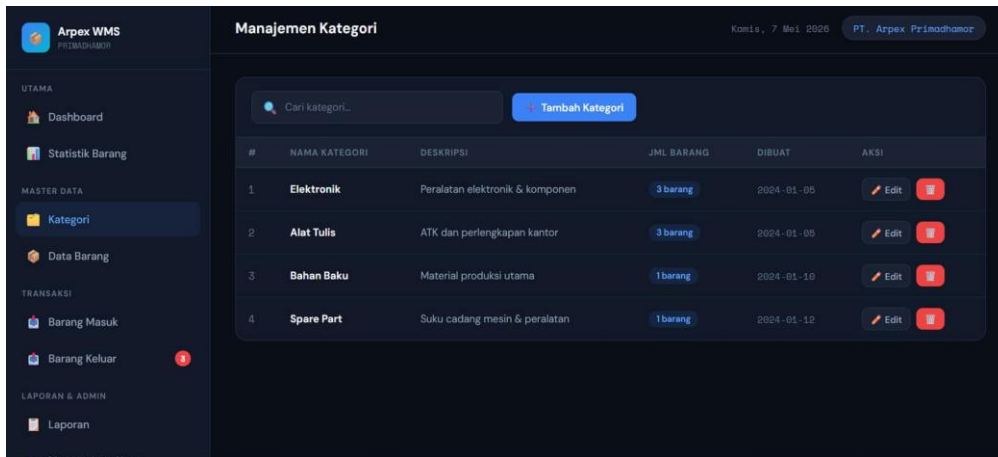 Arpex WMS
PRIMADHAMOR
UTAMA
Dashboard
Statistik Barang
MASTER DATA
Kategori
Data Barang
TRANSAKSI
Barang Masuk
Barang Keluar 3
LAPORAN & ADMIN
Laporan
Manajemen Kategori
Kamis, 7 Mei 2026 PT. Arpex Primadhamor
Cari kategori... Tambah Kategori
# NAMA KATEGORI DESKRIPSI JML BARANG DIBUAT AKSI
1 Elektronik Peralatan elektronik & komponen 3 barang 2024-01-05 Edit
2 Alat Tulis ATK dan perlengkapan kantor 3 barang 2024-01-05 Edit
3 Bahan Baku Material produksi utama 1 barang 2024-01-10 Edit
4 Spare Part Suku cadang mesin & peralatan 1 barang 2024-01-12 Edit